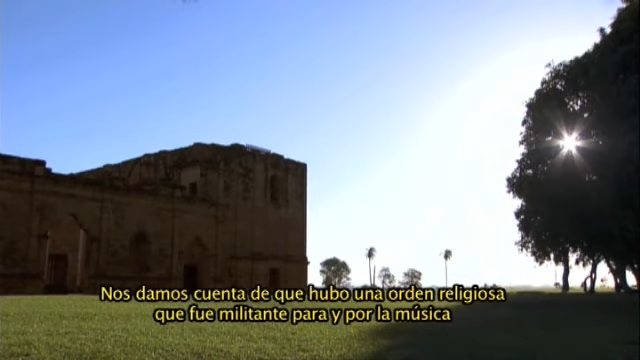 Nos damos cuenta de que hubo una orden religiosa
que fue militante para y por la música